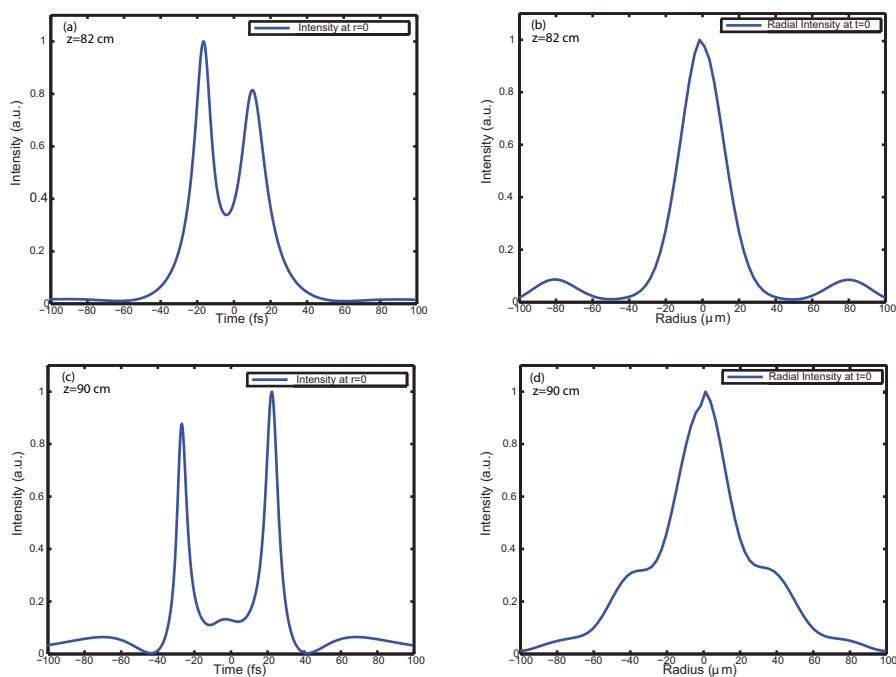 (a)
z=82 cm
Intensity at r=0
Intensity (a.u.)
1
0.8
0.6
0.4
0.2
0
−100 −80 −60 −40 −20 0 20 40 60 80 100
Time (fs)
(b)
z=82 cm
Radial Intensity at t=0
Intensity (a.u.)
1
0.8
0.6
0.4
0.2
0
−100 −80 −60 −40 −20 0 20 40 60 80 100
Radius (μm)
(c)
z=90 cm
Intensity at r=0
Intensity (a.u.)
1
0.8
0.6
0.4
0.2
0
−100 −80 −60 −40 −20 0 20 40 60 80 100
Time (fs)
(d)
z=90 cm
Radial Intensity at t=0
Intensity (a.u.)
1
0.8
0.6
0.4
0.2
0
−100 −80 −60 −40 −20 0 20 40 60 80 100
Radius (μm)